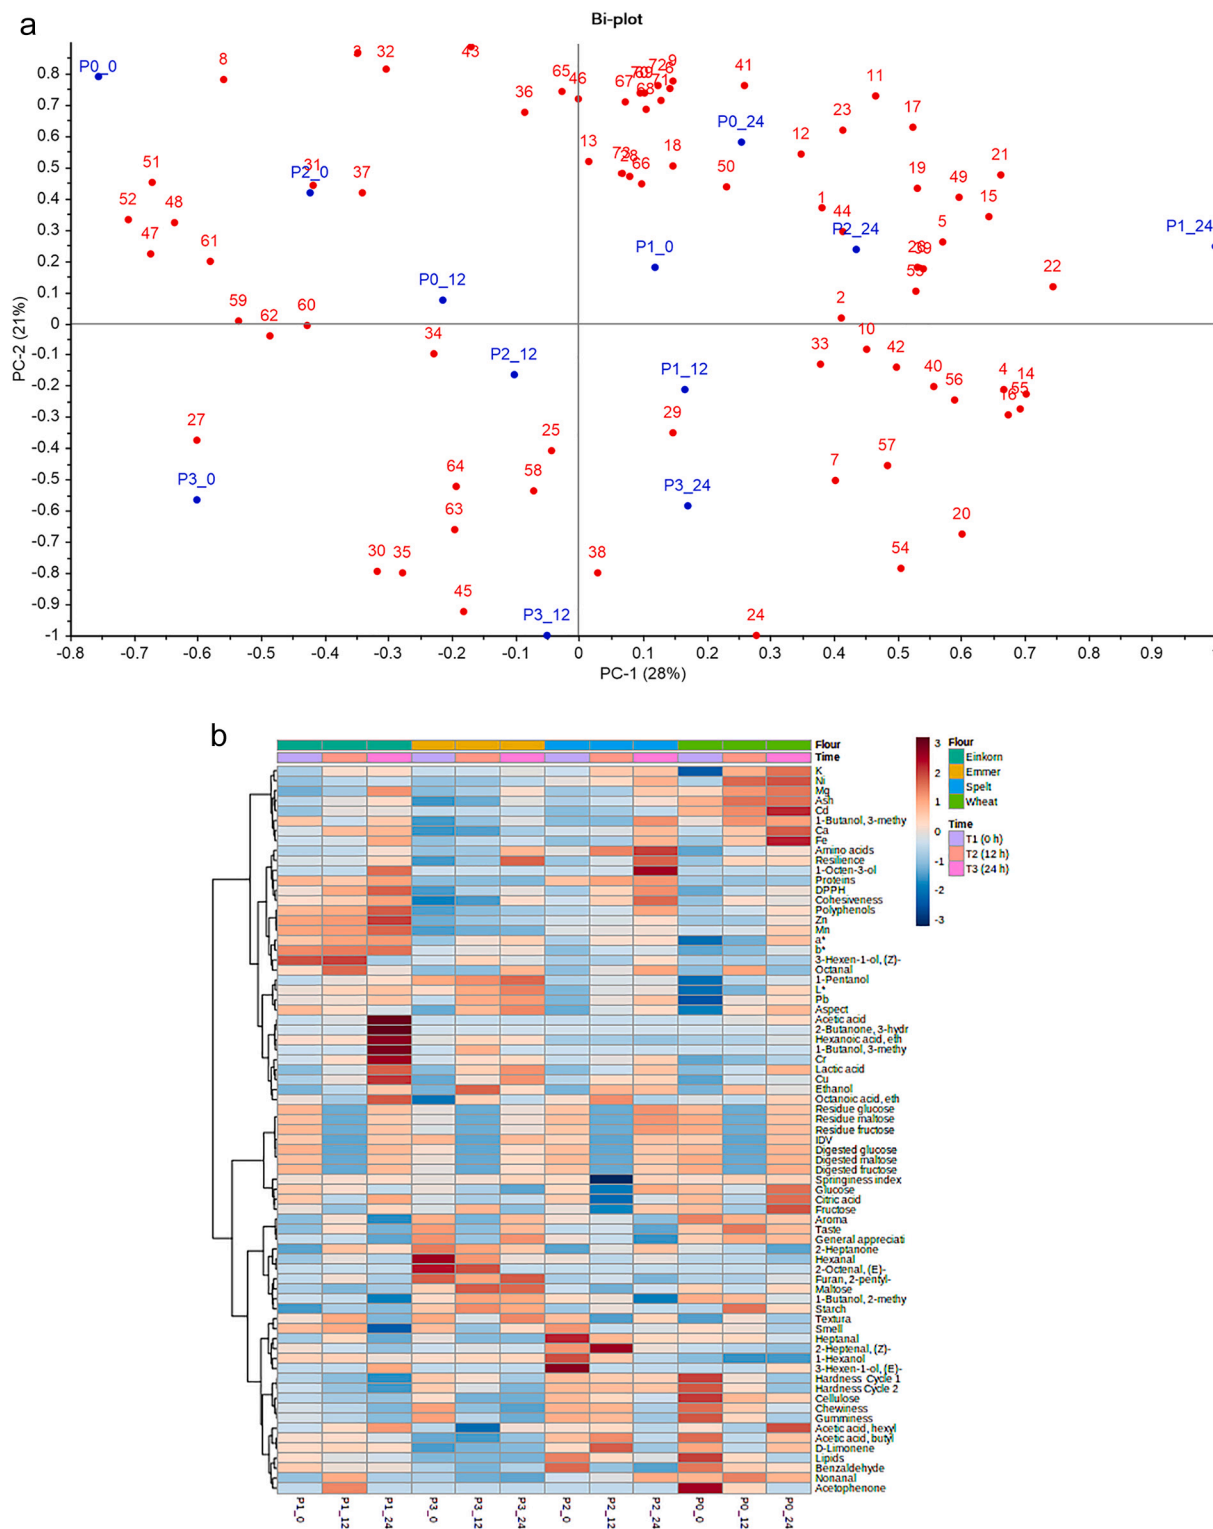 a
Bi-plot
P0_0
8
3
32
43
65
46
67
70
69
68
72
71
9
6
41
11
36
P0_24
23
17
13
73
28
66
18
12
50
51
P2_0
31
37
19
49
21
52
48
47
61
1
44
P2_24
5
15
P1_24
P1_0
26
39
53
22
P0_12
59
62
60
34
2
33
10
42
P2_12
P1_12
40
56
4
14
55
16
27
25
29
P3_0
64
58
P3_24
7
57
63
20
30
35
38
54
45
P3_12
24
0.8
0.7
0.6
0.5
0.4
0.3
0.2
0.1
0
-0.1
-0.2
-0.3
-0.4
-0.5
-0.6
-0.7
-0.8
-0.9
-1
PC-2 (21%)
-0.8 -0.7 -0.6 -0.5 -0.4 -0.3 -0.2 -0.1 0 0.1 0.2 0.3 0.4 0.5 0.6 0.7 0.8 0.9 1
PC-1 (28%)
b
Flour
Time
K
Ni
Mg
Ash
Cd
1-Butanol, 3-methy
Ca
Fe
Amino acids
Resilience
1-Octen-3-ol
Proteins
DPPH
Cohesiveness
Polyphenols
Zn
Mn
a*
b*
3-Hexen-1-ol, (Z)-
Octanal
1-Pentanol
L*
Pb
Aspect
Acetic acid
2-Butanone, 3-hydr
Hexanoic acid, eth
1-Butanol, 3-methy
Cr
Lactic acid
Cu
Ethanol
Octanoic acid, eth
Residue glucose
Residue maltose
Residue fructose
IDV
Digested glucose
Digested maltose
Digested fructose
Springiness index
Glucose
Citric acid
Fructose
Aroma
Taste
General appreciati
2-Heptanone
Hexanal
2-Octenal, (E)-
Furan, 2-pentyl-
Maltose
1-Butanol, 2-methy
Starch
Textura
Smell
Heptanal
2-Heptenal, (Z)-
1-Hexanol
3-Hexen-1-ol, (E)-
Hardness Cycle 1
Hardness Cycle 2
Cellulose
Chewiness
Gumminess
Acetic acid, hexyl
Acetic acid, butyl
D-Limonene
Lipids
Benzaldehyde
Nonanal
Acetophenone
P1_0
P1_12
P1_24
P3_0
P3_12
P3_24
P2_0
P2_12
P2_24
P0_0
P0_12
P0_24
3
2
1
0
-1
-2
-3
Flour
Einkorn
Emmer
Spelt
Wheat
Time
T1 (0 h)
T2 (12 h)
T3 (24 h)